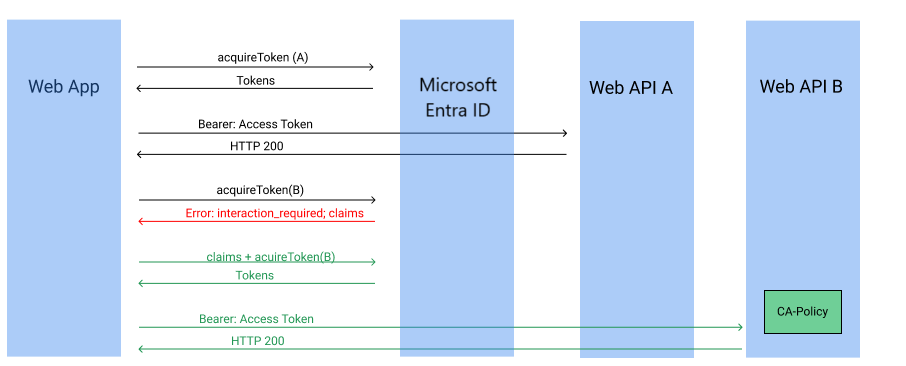 Web App
Microsoft
Entra ID
Web API A
Web API B
acquireToken (A)
Tokens
Bearer: Access Token
HTTP 200
acquireToken(B)
Error: interaction_required; claims
claims + acuireToken(B)
Tokens
Bearer: Access Token
HTTP 200
CA-Policy